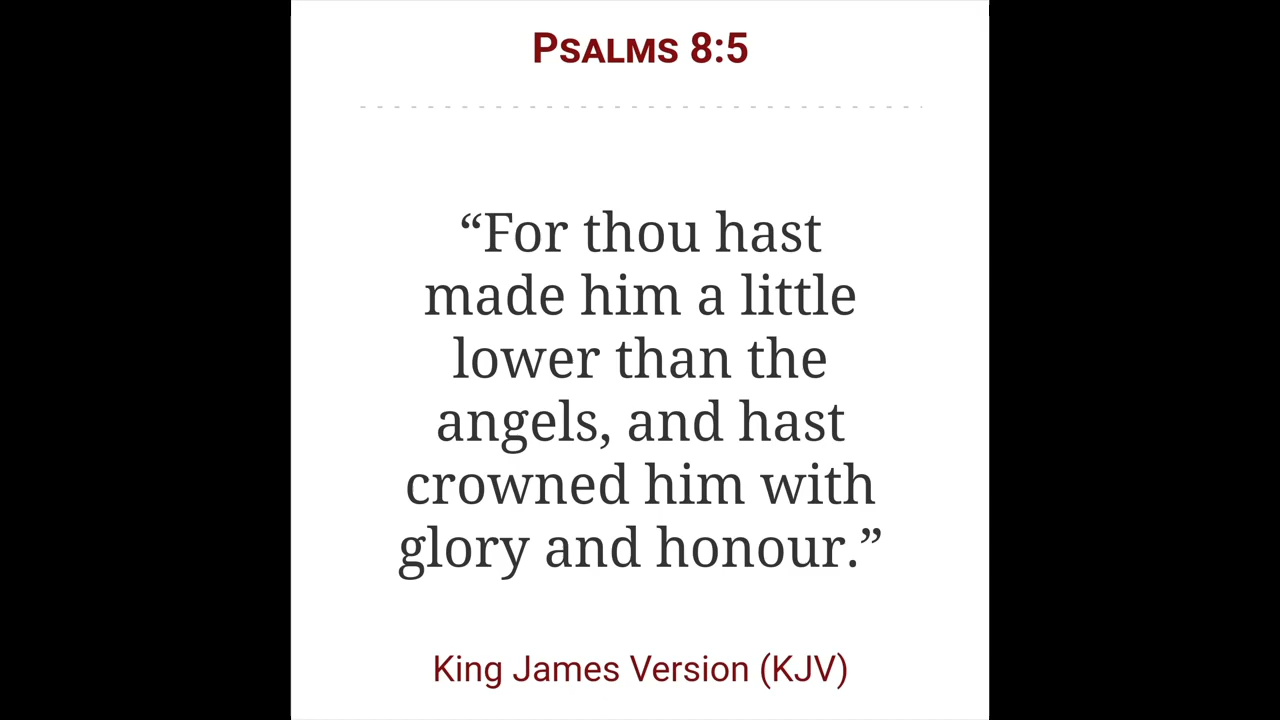 PSALMS 8:5
“For thou hast
made him a little
lower than the
angels, and hast
crowned him with
glory and honour.”
King James Version (KJV)